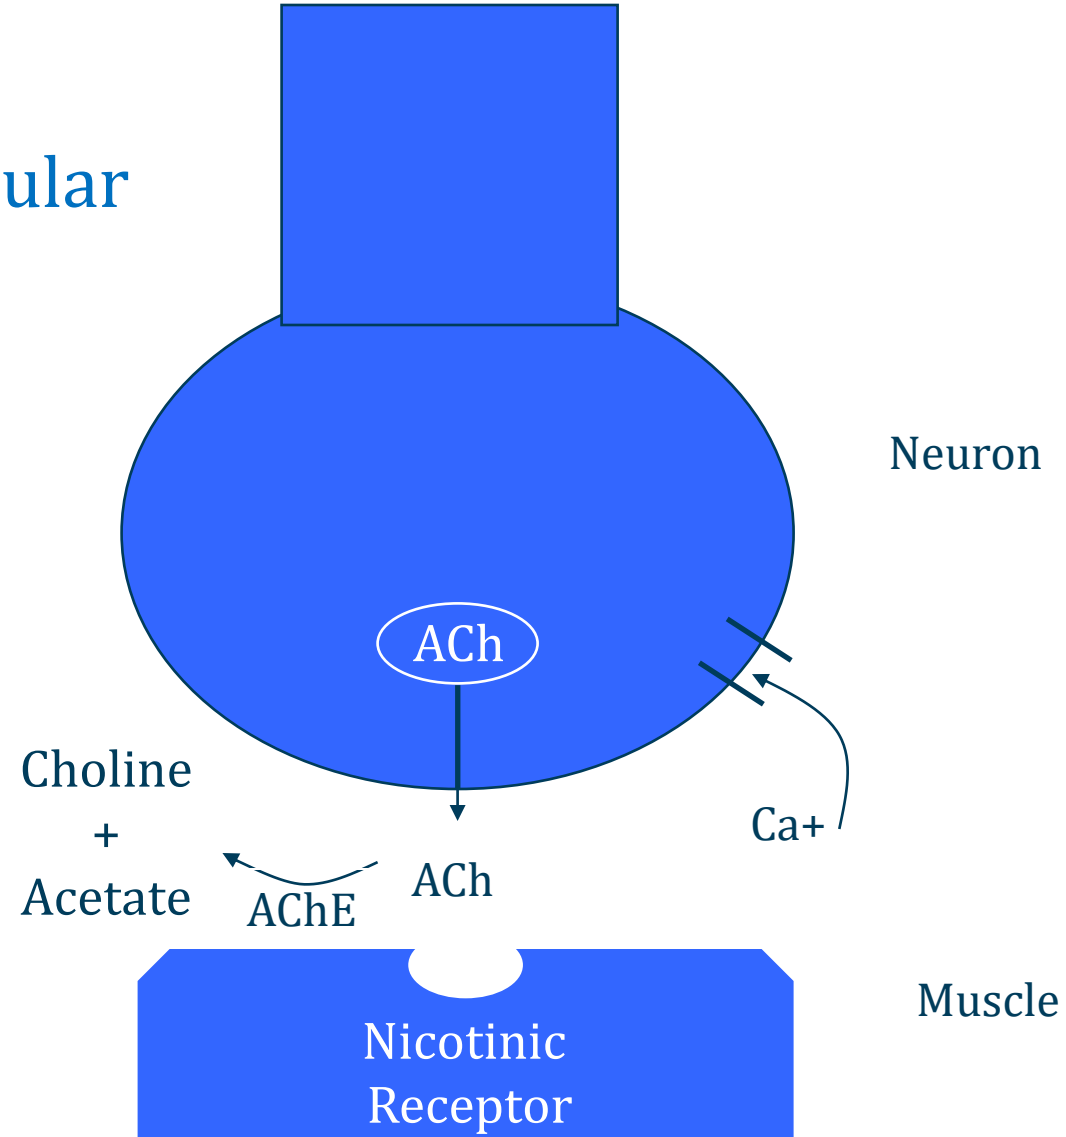 ular
Neuron
ACh
Choline
+
Acetate
Ca+
ACh
AChE
Muscle
Nicotinic
Receptor